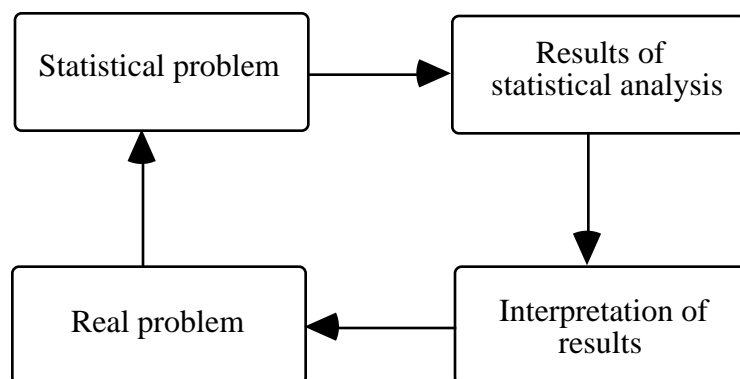 Statistical problem
Results of
statistical analysis
Real problem
Interpretation of
results